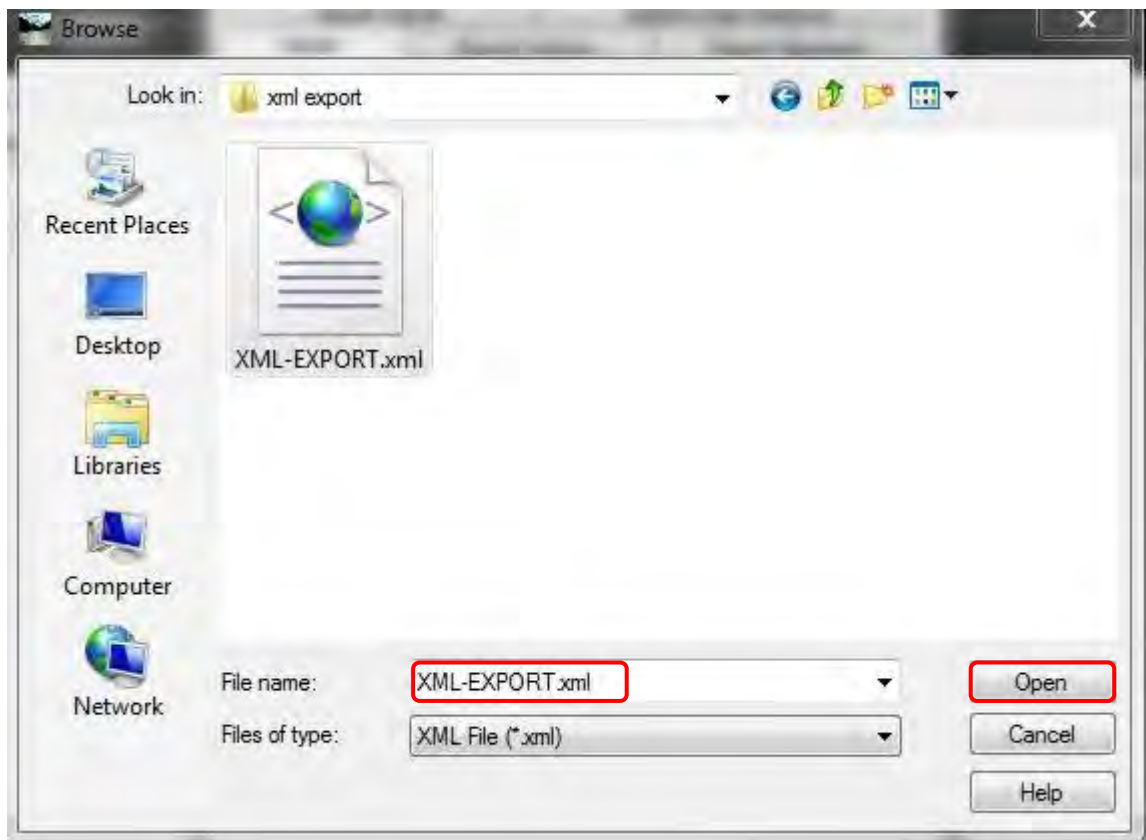 Browse
Look in: xml export
Recent Places
Desktop
Libraries
Computer
Network
XML-EXPORT.xml
File name: XML-EXPORT.xml Open
Files of type: XML File (*.xml) Cancel
Help